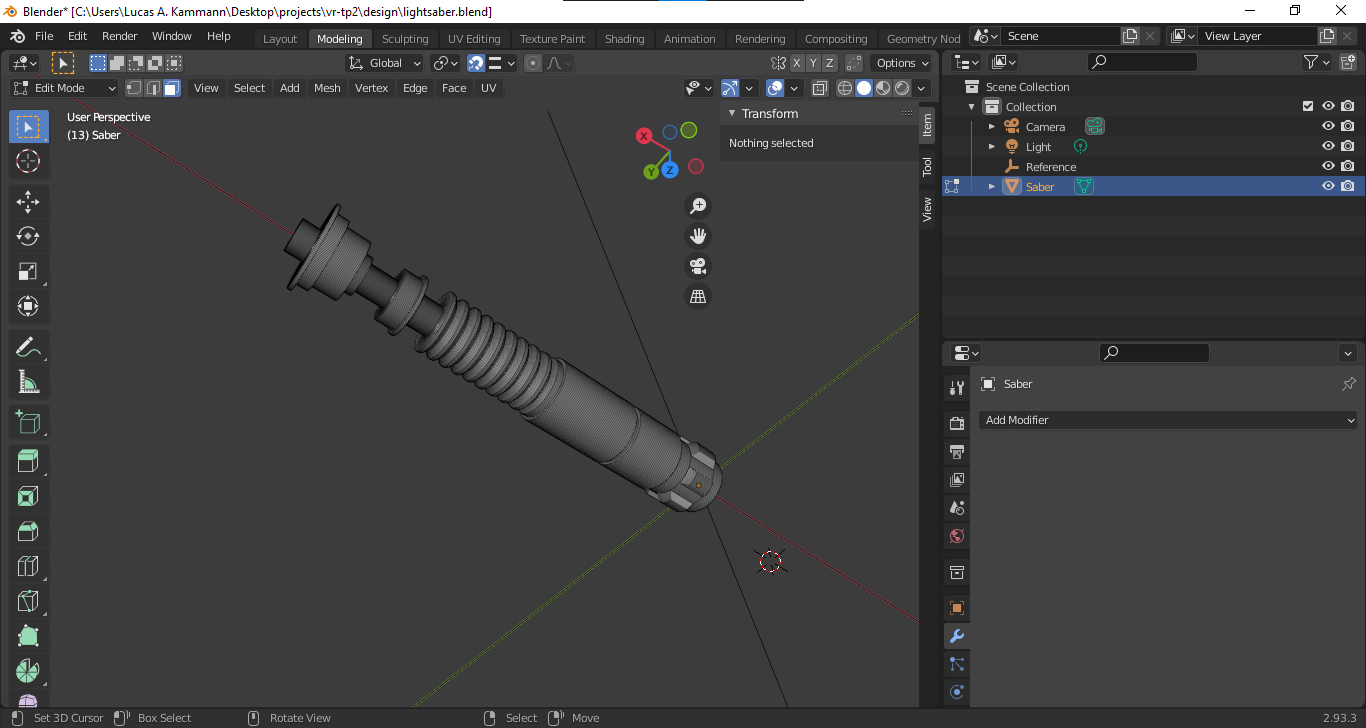 Blender* [C:\Users\Lucas A. Kammann\Desktop\projects\vr-tp2\design\lightsaber.blend]
File Edit Render Window Help Layout Modeling Sculpting UV Editing Texture Paint Shading Animation Rendering Compositing Geometry Nod Scene View Layer
Global X Y Z Options
Edit Mode View Select Add Mesh Vertex Edge Face UV
User Perspective
(13) Saber
X
Y
Z
Transform
Nothing selected
Item
Tool
View
Scene Collection
Collection
Camera
Light
Reference
Saber
Saber
Add Modifier
Set 3D Cursor Box Select Rotate View Select Move 2.93.3